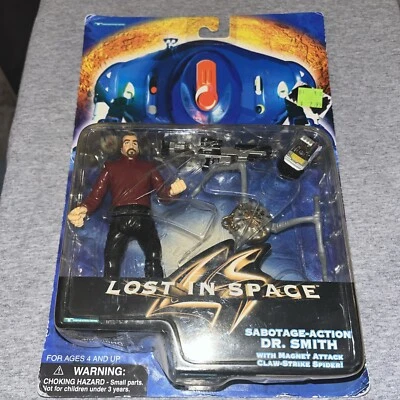 LOST IN SPACE
SABOTAGE-ACTION
DR. SMITH
WITH MAGNET ATTACK
CLAW-STRIKE SPIDER!
FOR AGES 4 AND UP
WARNING:
CHOKING HAZARD - Small parts.
Not for children under 3 years.